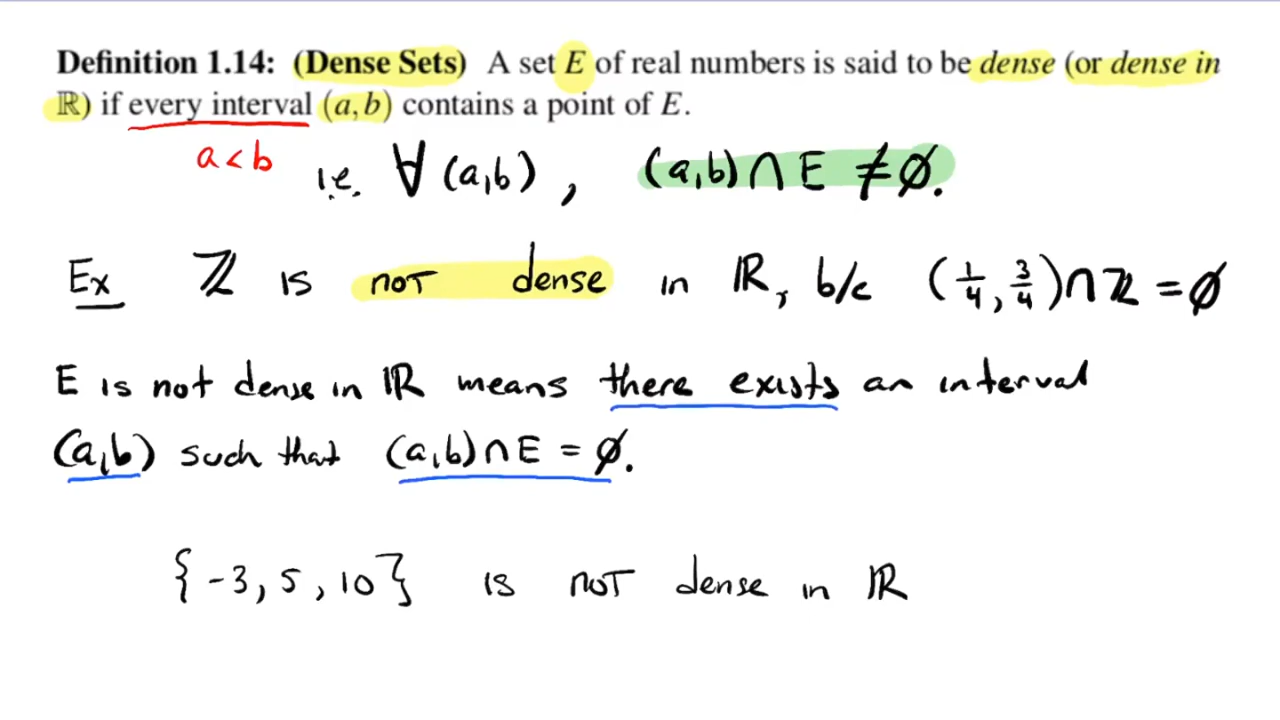 Definition 1.14: (Dense Sets) A set E of real numbers is said to be dense (or dense in
ℝ) if every interval (a, b) contains a point of E.
a < b
i.e. ∀ (a,b), (a,b) ∩ E ≠ ∅.
Ex ℤ is not dense in ℝ, b/c (1/4, 3/4) ∩ ℤ = ∅
E is not dense in ℝ means there exists an interval
(a,b) such that (a,b) ∩ E = ∅.
{-3, 5, 10} is not dense in ℝ